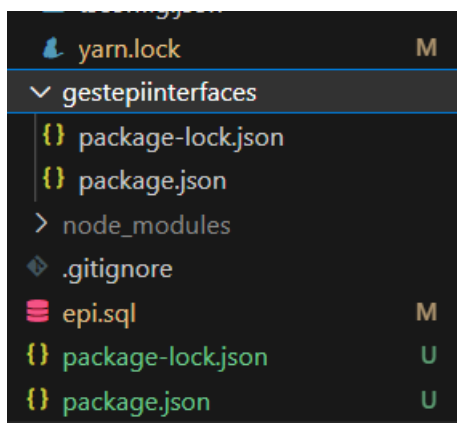 yarn.lock M
gestepiinterfaces
{} package-lock.json
{} package.json
node_modules
.gitignore
epi.sql M
{} package-lock.json U
{} package.json U